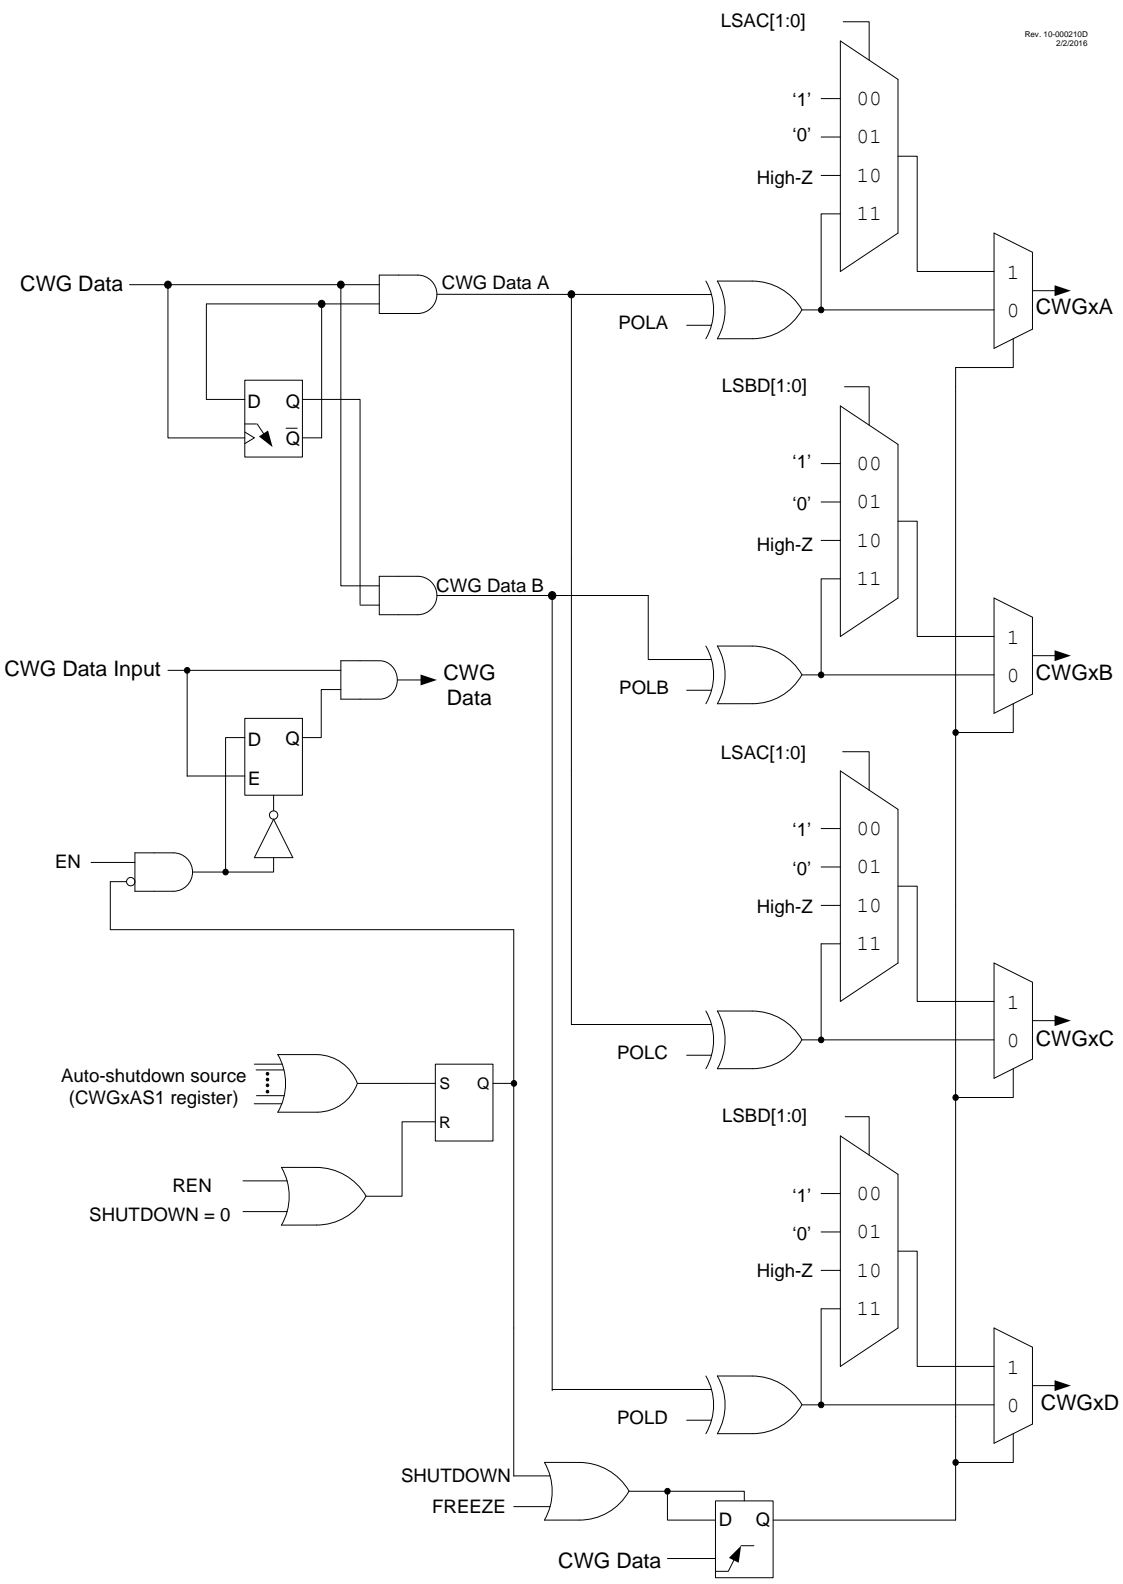 LSAC[1:0]
Rev. 10-000210D
2/2/2016
‘1’ 00
‘0’ 01
High-Z 10
11
CWG Data
CWG Data A
POLA
1
0
CWGxA
D Q
Q
LSBD[1:0]
‘1’ 00
‘0’ 01
High-Z 10
11
CWG Data B
POLB
1
0
CWGxB
CWG Data Input
CWG
Data
D Q
E
EN
LSAC[1:0]
‘1’ 00
‘0’ 01
High-Z 10
11
POLC
1
0
CWGxC
Auto-shutdown source
(CWGxAS1 register)
S Q
R
REN
SHUTDOWN = 0
LSBD[1:0]
‘1’ 00
‘0’ 01
High-Z 10
11
POLD
1
0
CWGxD
SHUTDOWN
FREEZE
D Q
CWG Data